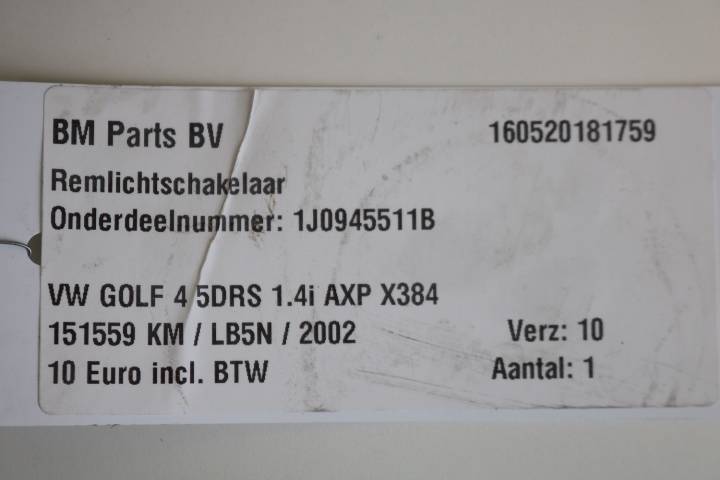 BM Parts BV 160520181759
Remlichtschakelaar
Onderdeelnummer: 1J0945511B
VW GOLF 4 5DRS 1.4i AXP X384
151559 KM / LB5N / 2002 Verz: 10
10 Euro incl. BTW Aantal: 1